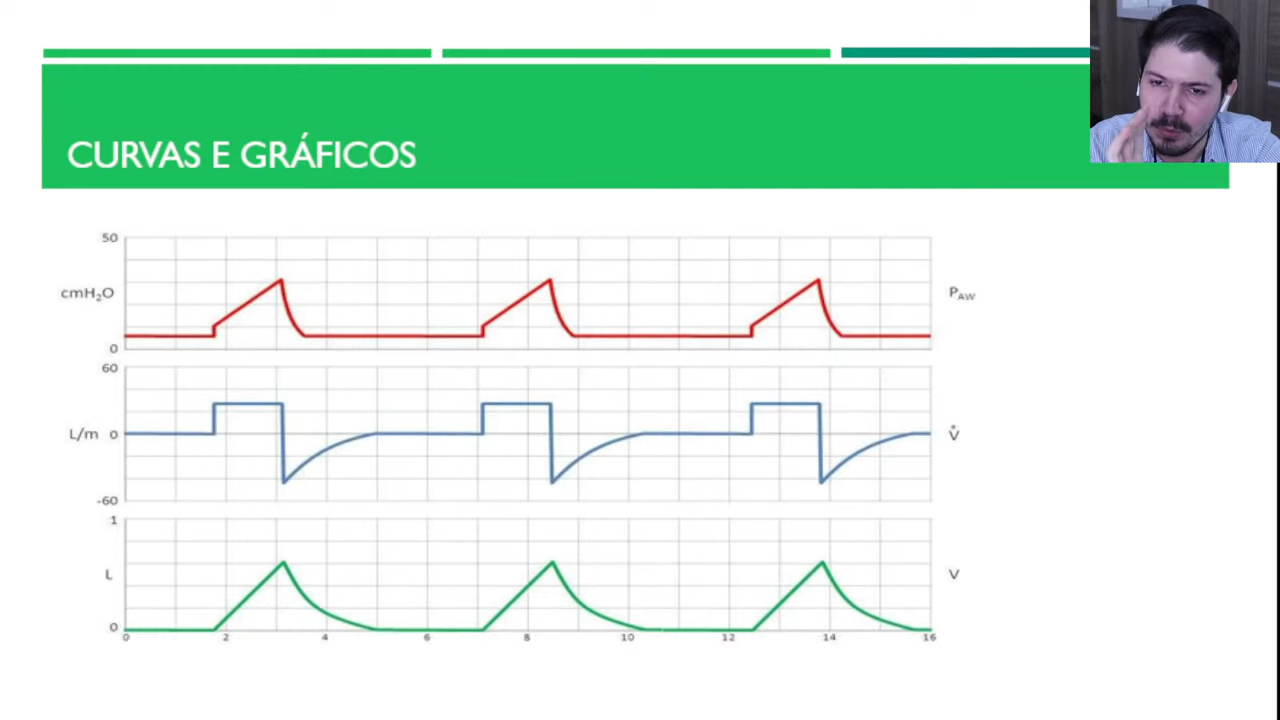 CURVAS E GRÁFICOS
50
cmH₂O
P_AW
0
60
L/m 0
V̊
-60
1
L
V
0
0 2 4 6 8 10 12 14 16